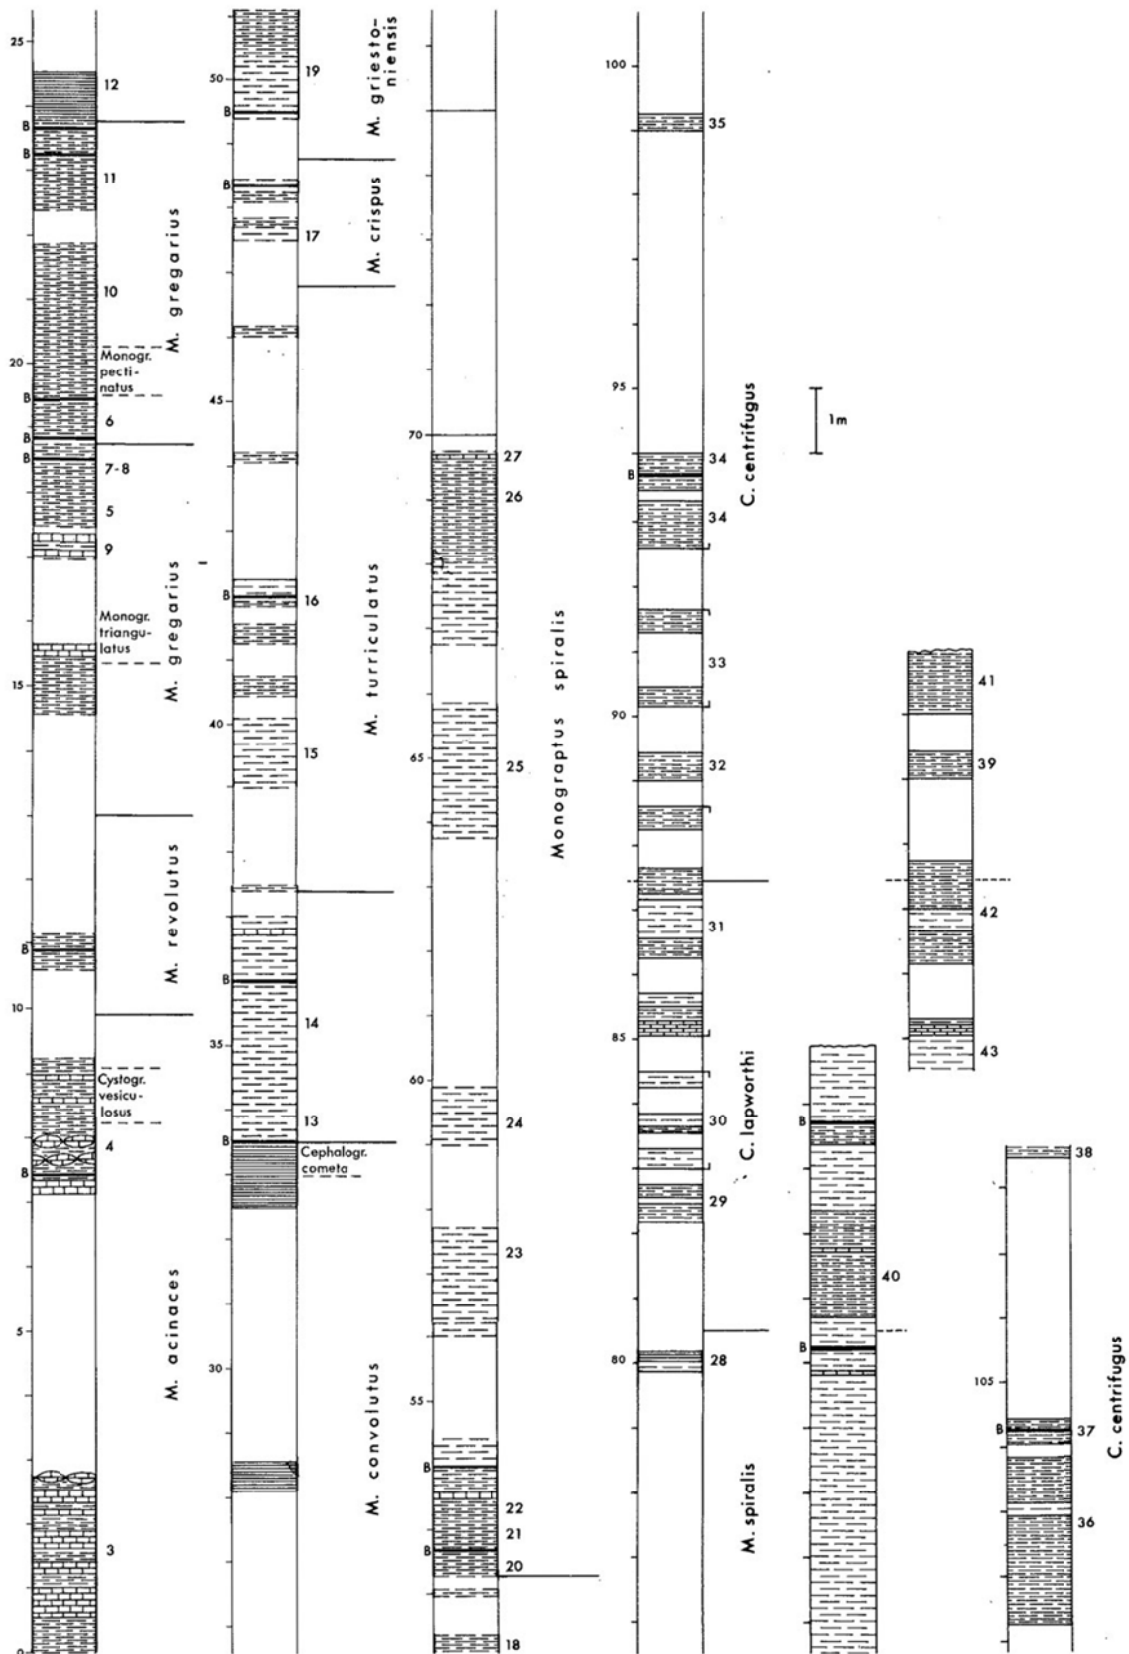 25
12
B
B
11
M. gregarius
10
Monogr.
pecti-
natus
20
B
6
B
B
7-8
5
9
M. gregarius
Monogr.
triangu-
latus
15
M. revolutus
B
10
Cystogr.
vesicu-
losus
4
B
M. acinaces
5
3
0
19
50
B
M. griesto-
niensis
B
17
M. crispus
45
B
16
M. turriculatus
40
15
B
14
35
13
B
Cephalogr.
cometa
30
M. convolutus
70
27
26
Monograptus spiralis
65
25
60
24
23
55
B
22
21
B
20
18
100
35
95
1m
C. centrifugus
34
B
34
33
90
32
31
85
C. lapworthi
30
29
80
28
M. spiralis
B
40
B
41
39
42
43
38
105
B
37
C. centrifugus
36